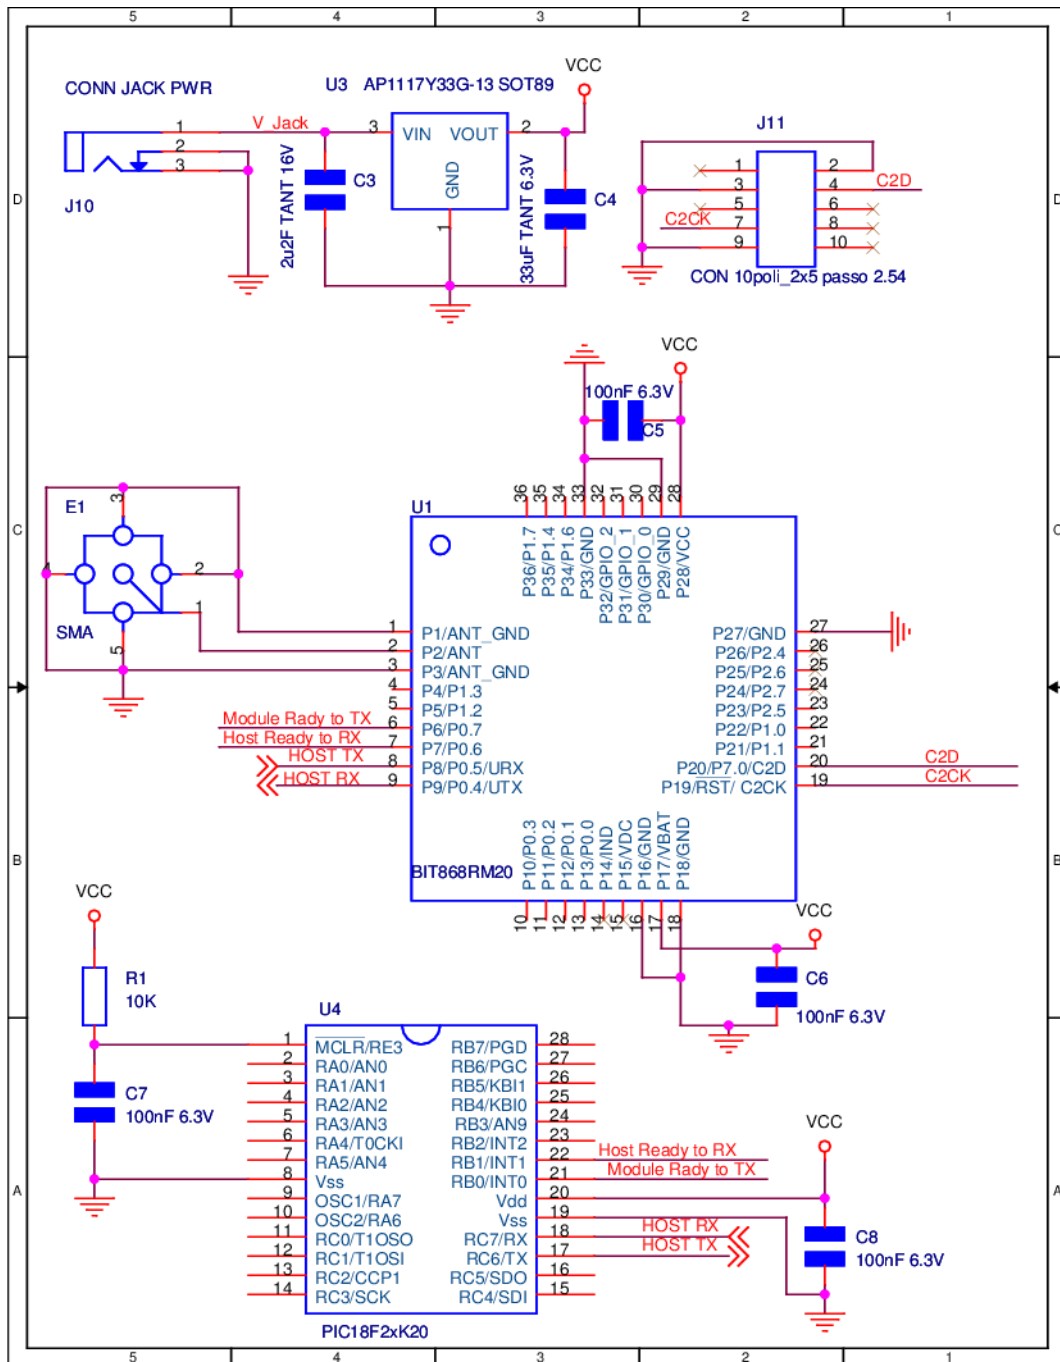 5 4 3 2 1
CONN JACK PWR
U3 AP1117Y33G-13 SOT89
VCC
J11
1
2
3
J10
V_Jack
3 VIN VOUT 2
GND
1
C3
2u2F TANT 16V
C4
33uF TANT 6.3V
1 2
3 4 C2D
5 6
C2CK 7 8
9 10
CON 10poli_2x5 passo 2.54
D D
VCC
100nF 6.3V
C5
36 35 34 33 32 31 30 29 28
U1
P36/P1.7
P35/P1.4
P34/P1.6
P33/GND
P32/GPIO_2
P31/GPIO_1
P30/GPIO_0
P29/GND
P28/VCC
C C
E1
3
4 2
1
SMA
5
1 P1/ANT_GND
2 P2/ANT
3 P3/ANT_GND
4 P4/P1.3
5 P5/P1.2
Module Rady to TX 6 P6/P0.7
Host Ready to RX 7 P7/P0.6
HOST TX 8 P8/P0.5/URX
HOST RX 9 P9/P0.4/UTX
P27/GND 27
P26/P2.4 26
P25/P2.6 25
P24/P2.7 24
P23/P2.5 23
P22/P1.0 22
P21/P1.1 21
P20/P7.0/C2D 20 C2D
P19/RST/ C2CK 19 C2CK
P10/P0.3
P11/P0.2
P12/P0.1
P13/P0.0
P14/IND
P15/VDC
P16/GND
P17/VBAT
P18/GND
B B
BIT868RM20
10 11 12 13 14 15 16 17 18
VCC
C6
100nF 6.3V
VCC
R1
10K
C7
100nF 6.3V
U4
1 MCLR/RE3 RB7/PGD 28
2 RA0/AN0 RB6/PGC 27
3 RA1/AN1 RB5/KBI1 26
4 RA2/AN2 RB4/KBI0 25
5 RA3/AN3 RB3/AN9 24
6 RA4/T0CKI RB2/INT2 23
7 RA5/AN4 RB1/INT1 22 Host Ready to RX
8 Vss RB0/INT0 21 Module Rady to TX
9 OSC1/RA7 Vdd 20
10 OSC2/RA6 Vss 19
11 RC0/T1OSO RC7/RX 18 HOST RX
12 RC1/T1OSI RC6/TX 17 HOST TX
13 RC2/CCP1 RC5/SDO 16
14 RC3/SCK RC4/SDI 15
PIC18F2xK20
VCC
C8
100nF 6.3V
A A
5 4 3 2 1